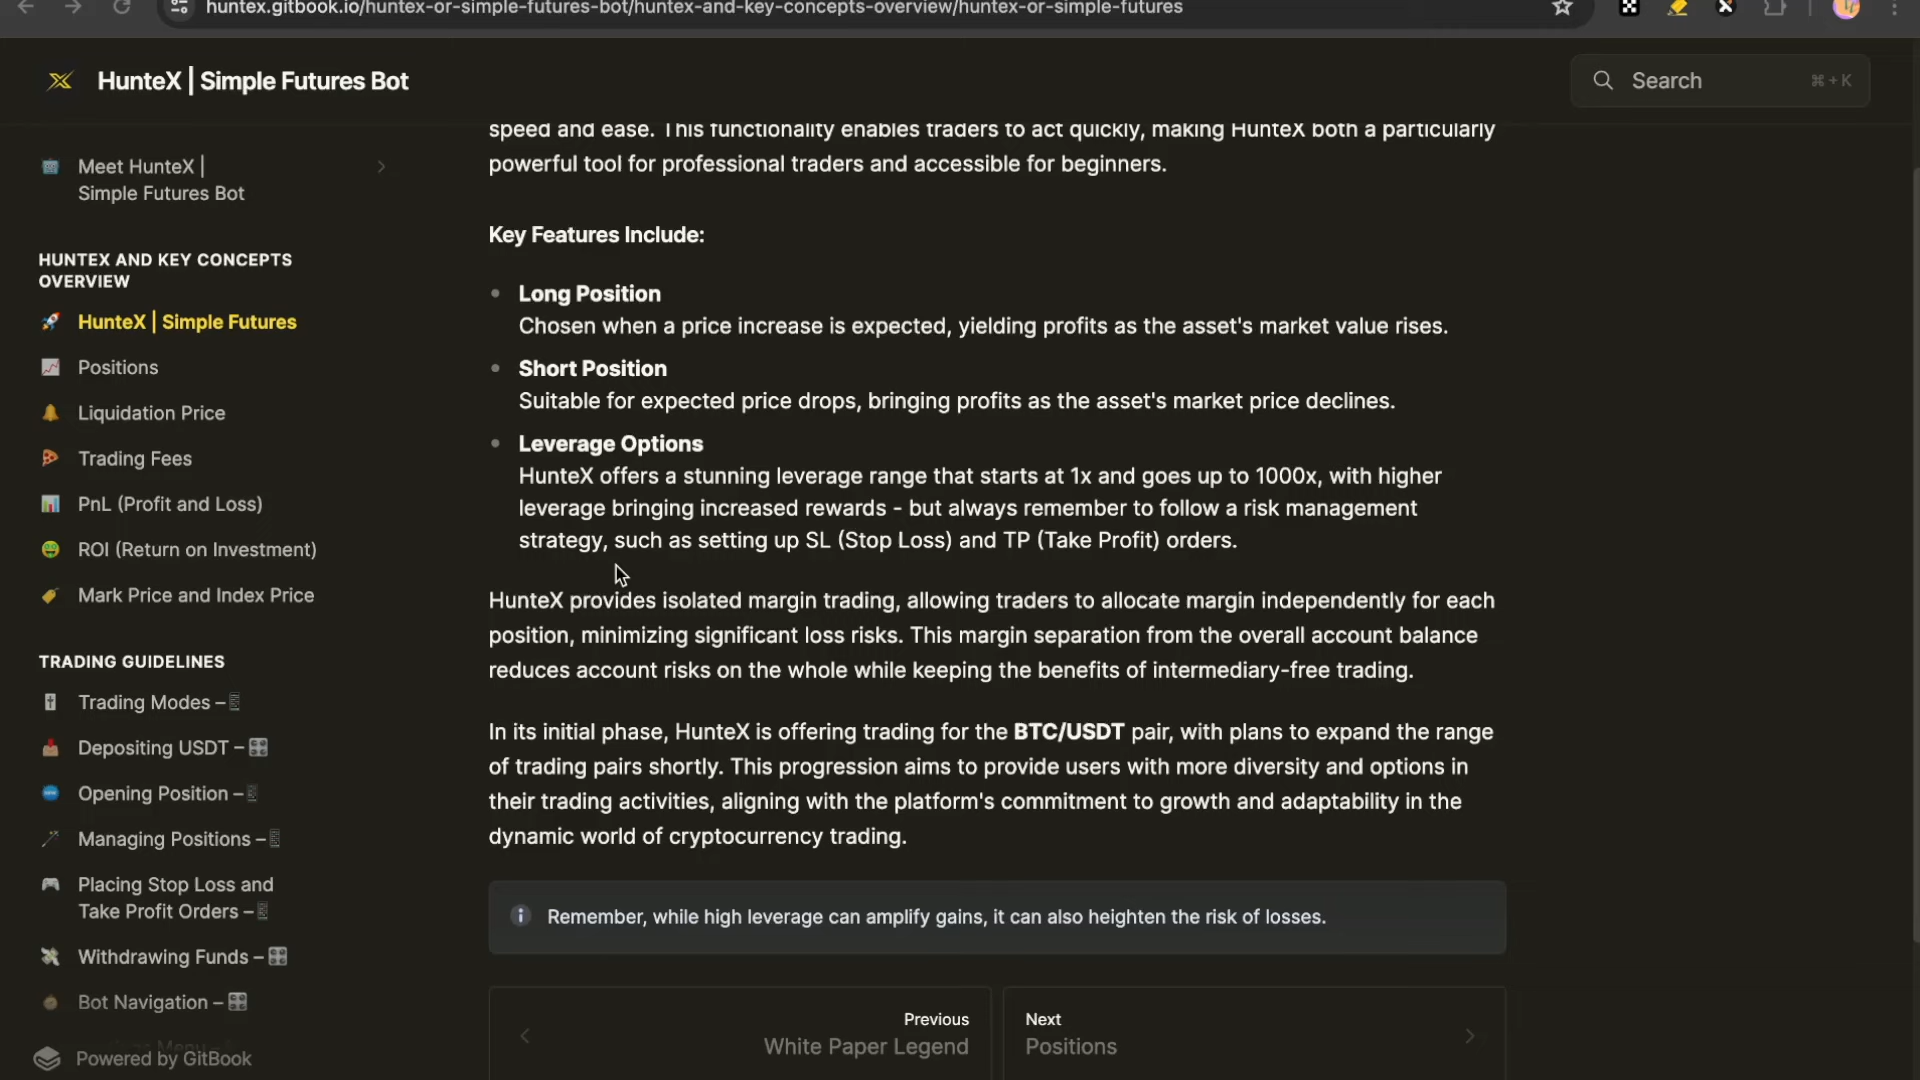 huntex.gitbook.io/huntex-or-simple-futures-bot/huntex-and-key-concepts-overview/huntex-or-simple-futures
HunteX | Simple Futures Bot
Search
⌘+K
Meet HunteX |
Simple Futures Bot
HUNTEX AND KEY CONCEPTS
OVERVIEW
HunteX | Simple Futures
Positions
Liquidation Price
Trading Fees
PnL (Profit and Loss)
ROI (Return on Investment)
Mark Price and Index Price
TRADING GUIDELINES
Trading Modes –
Depositing USDT –
Opening Position –
Managing Positions –
Placing Stop Loss and
Take Profit Orders –
Withdrawing Funds –
Bot Navigation –
Powered by GitBook
speed and ease. This functionality enables traders to act quickly, making HunteX both a particularly
powerful tool for professional traders and accessible for beginners.
Key Features Include:
• Long Position
Chosen when a price increase is expected, yielding profits as the asset's market value rises.
• Short Position
Suitable for expected price drops, bringing profits as the asset's market price declines.
• Leverage Options
HunteX offers a stunning leverage range that starts at 1x and goes up to 1000x, with higher
leverage bringing increased rewards - but always remember to follow a risk management
strategy, such as setting up SL (Stop Loss) and TP (Take Profit) orders.
HunteX provides isolated margin trading, allowing traders to allocate margin independently for each
position, minimizing significant loss risks. This margin separation from the overall account balance
reduces account risks on the whole while keeping the benefits of intermediary-free trading.
In its initial phase, HunteX is offering trading for the BTC/USDT pair, with plans to expand the range
of trading pairs shortly. This progression aims to provide users with more diversity and options in
their trading activities, aligning with the platform's commitment to growth and adaptability in the
dynamic world of cryptocurrency trading.
Remember, while high leverage can amplify gains, it can also heighten the risk of losses.
Previous
White Paper Legend
Next
Positions